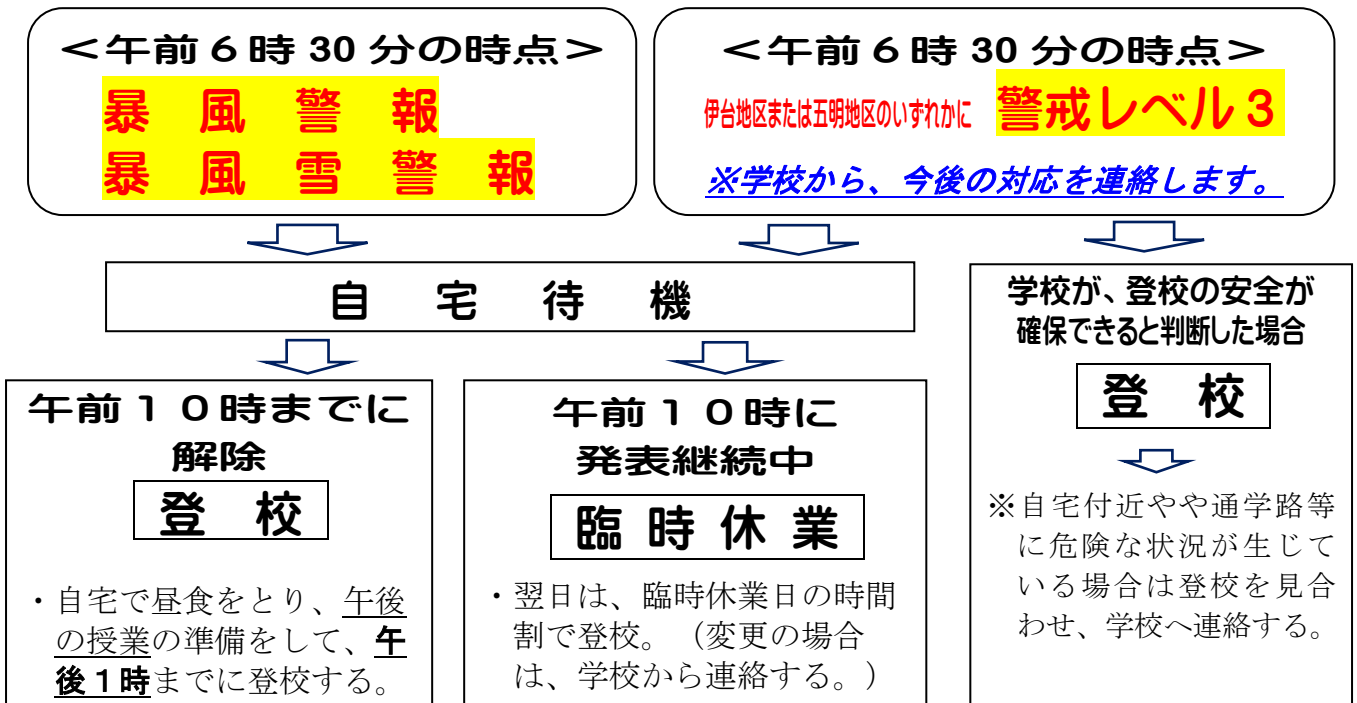 ＜午前６時30分の時点＞
暴風警報
暴風雪警報
＜午前６時30分の時点＞
伊台地区または五明地区のいずれかに 警戒レベル３
※学校から、今後の対応を連絡します。
自宅待機
午前１０時までに
解除
登校
・自宅で昼食をとり、午後
の授業の準備をして、午
後１時までに登校する。
午前１０時に
発表継続中
臨時休業
・翌日は、臨時休業日の時間
割で登校。（変更の場合
は、学校から連絡する。）
学校が、登校の安全が
確保できると判断した場合
登校
※自宅付近やや通学路等
に危険な状況が生じて
いる場合は登校を見合
わせ、学校へ連絡する。